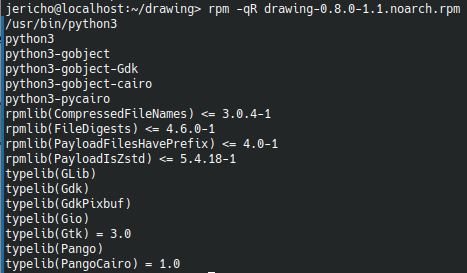 jericho@localhost:~/drawing> rpm -qR drawing-0.8.0-1.1.noarch.rpm
/usr/bin/python3
python3
python3-gobject
python3-gobject-Gdk
python3-gobject-cairo
python3-pycairo
rpmlib(CompressedFileNames) <= 3.0.4-1
rpmlib(FileDigests) <= 4.6.0-1
rpmlib(PayloadFilesHavePrefix) <= 4.0-1
rpmlib(PayloadIsZstd) <= 5.4.18-1
typelib(GLib)
typelib(Gdk)
typelib(GdkPixbuf)
typelib(Gio)
typelib(Gtk) = 3.0
typelib(Pango)
typelib(PangoCairo) = 1.0